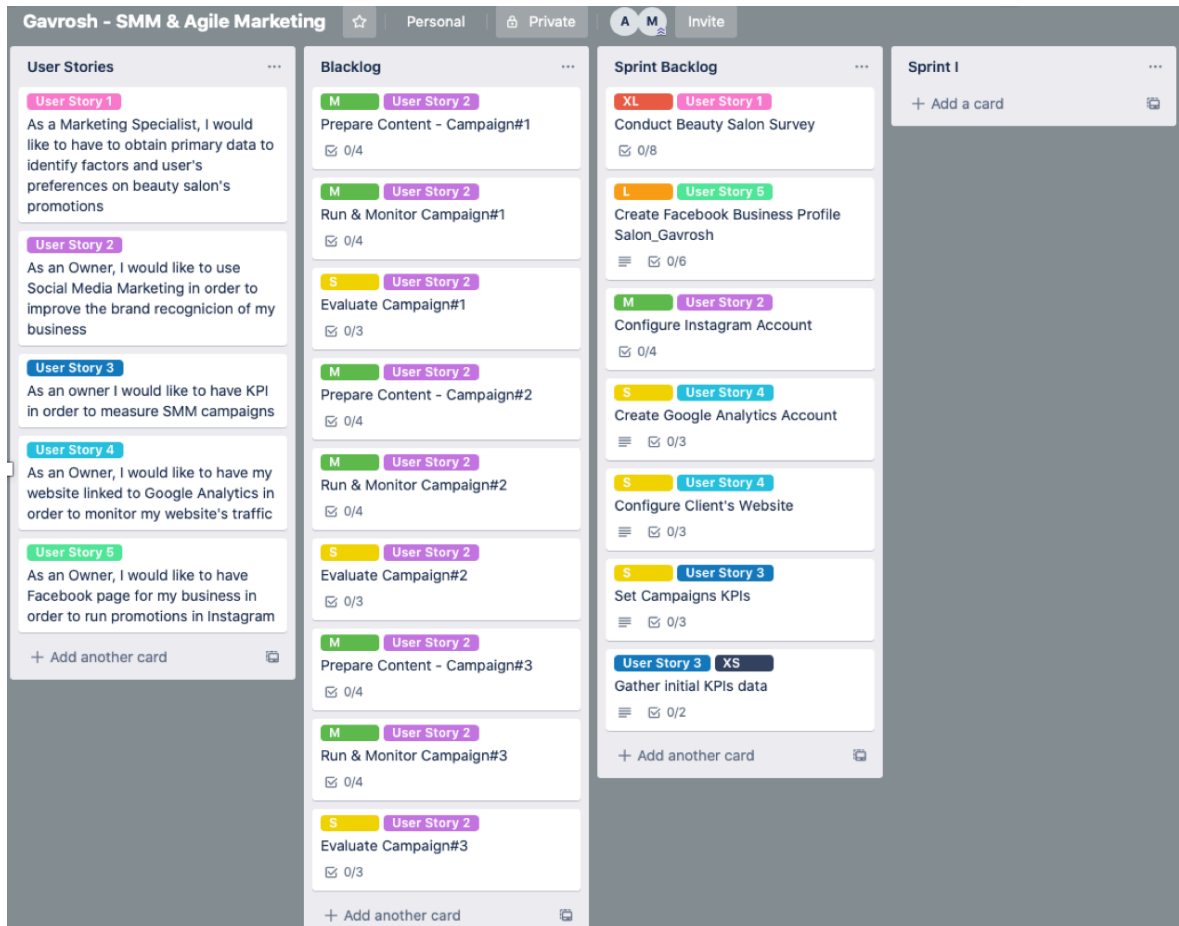 Gavrosh - SMM & Agile Marketing
Personal
Private
A
M
Invite
User Stories
User Story 1
As a Marketing Specialist, I would
like to have to obtain primary data to
identify factors and user's
preferences on beauty salon's
promotions
User Story 2
As an Owner, I would like to use
Social Media Marketing in order to
improve the brand recognicion of my
business
User Story 3
As an owner I would like to have KPI
in order to measure SMM campaigns
User Story 4
As an Owner, I would like to have my
website linked to Google Analytics in
order to monitor my website's traffic
User Story 5
As an Owner, I would like to have
Facebook page for my business in
order to run promotions in Instagram
+ Add another card
Blacklog
M User Story 2
Prepare Content - Campaign#1
0/4
M User Story 2
Run & Monitor Campaign#1
0/4
S User Story 2
Evaluate Campaign#1
0/3
M User Story 2
Prepare Content - Campaign#2
0/4
M User Story 2
Run & Monitor Campaign#2
0/4
S User Story 2
Evaluate Campaign#2
0/3
M User Story 2
Prepare Content - Campaign#3
0/4
M User Story 2
Run & Monitor Campaign#3
0/4
S User Story 2
Evaluate Campaign#3
0/3
+ Add another card
Sprint Backlog
XL User Story 1
Conduct Beauty Salon Survey
0/8
L User Story 5
Create Facebook Business Profile
Salon_Gavrosh
0/6
M User Story 2
Configure Instagram Account
0/4
S User Story 4
Create Google Analytics Account
0/3
S User Story 4
Configure Client's Website
0/3
S User Story 3
Set Campaigns KPIs
0/3
User Story 3 XS
Gather initial KPIs data
0/2
+ Add another card
Sprint I
+ Add a card